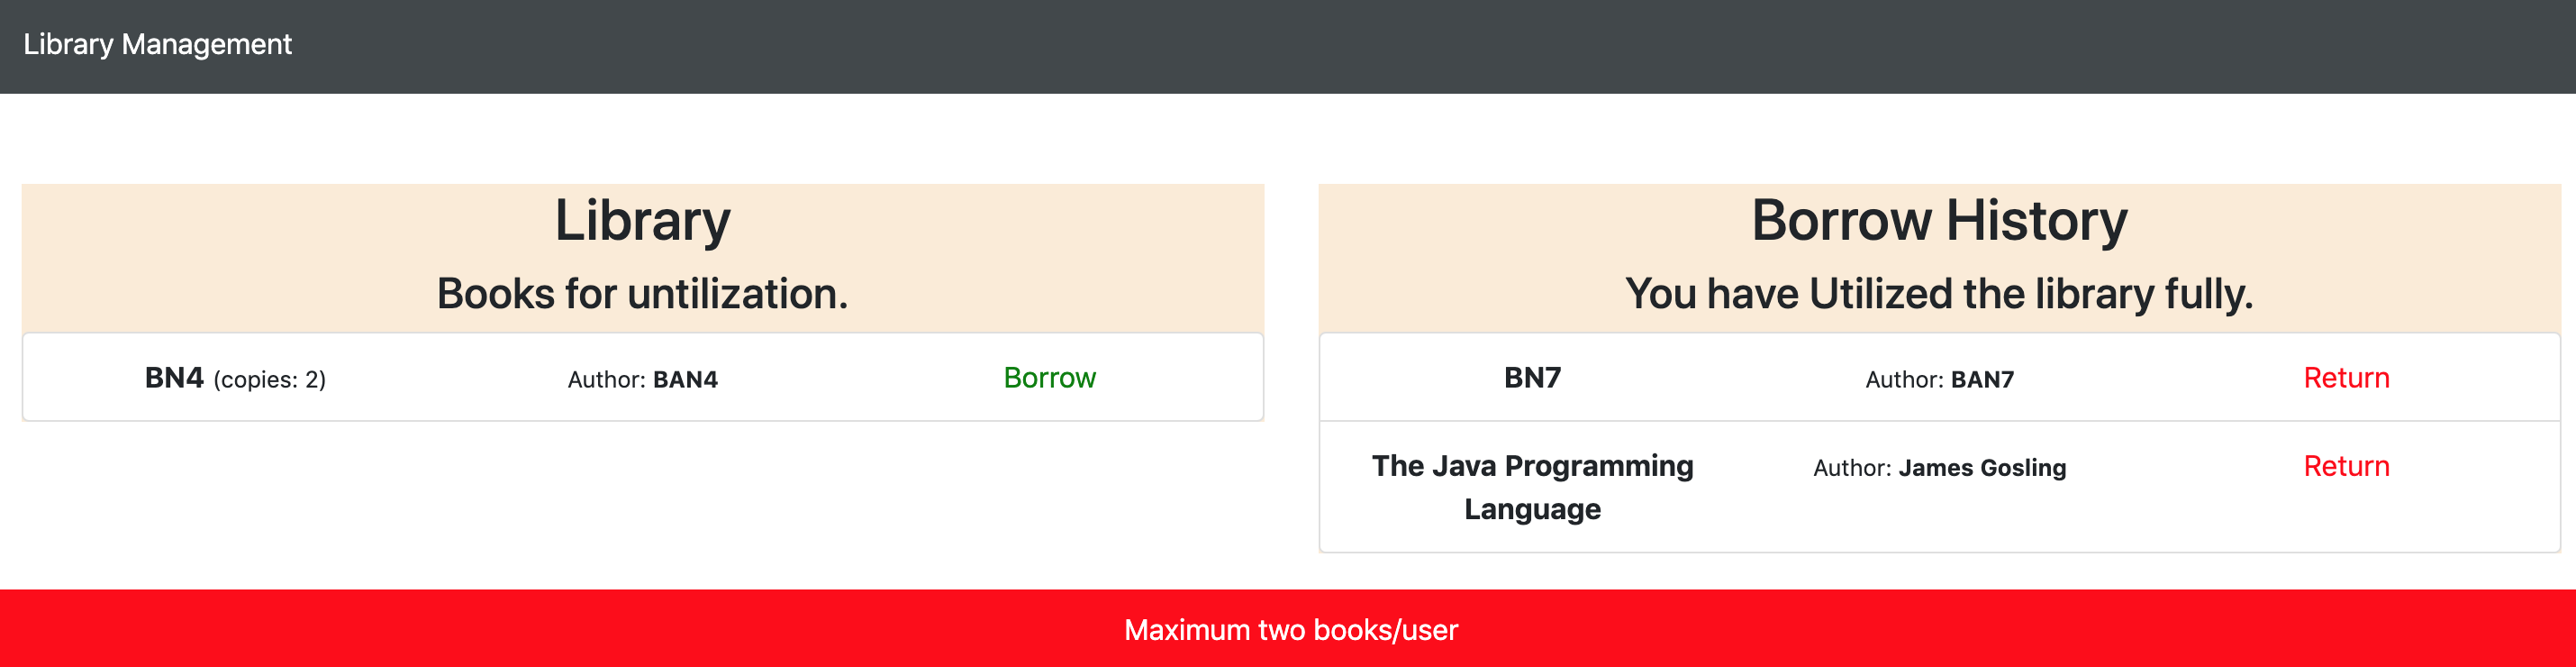 Library Management
Library
Books for untilization.
BN4 (copies: 2) Author: BAN4 Borrow
Borrow History
You have Utilized the library fully.
BN7 Author: BAN7 Return
The Java Programming Author: James Gosling Return
Language
Maximum two books/user